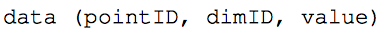 data (pointID, dimID, value)